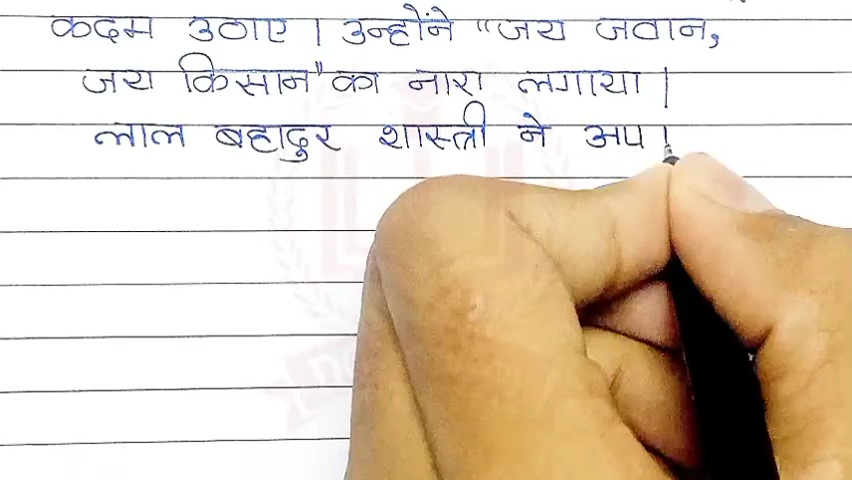 कदम उठाए । उन्होंने "जय जवान,
जय किसान" का नारा लगाया ।
लाल बहादुर शास्त्री ने अप